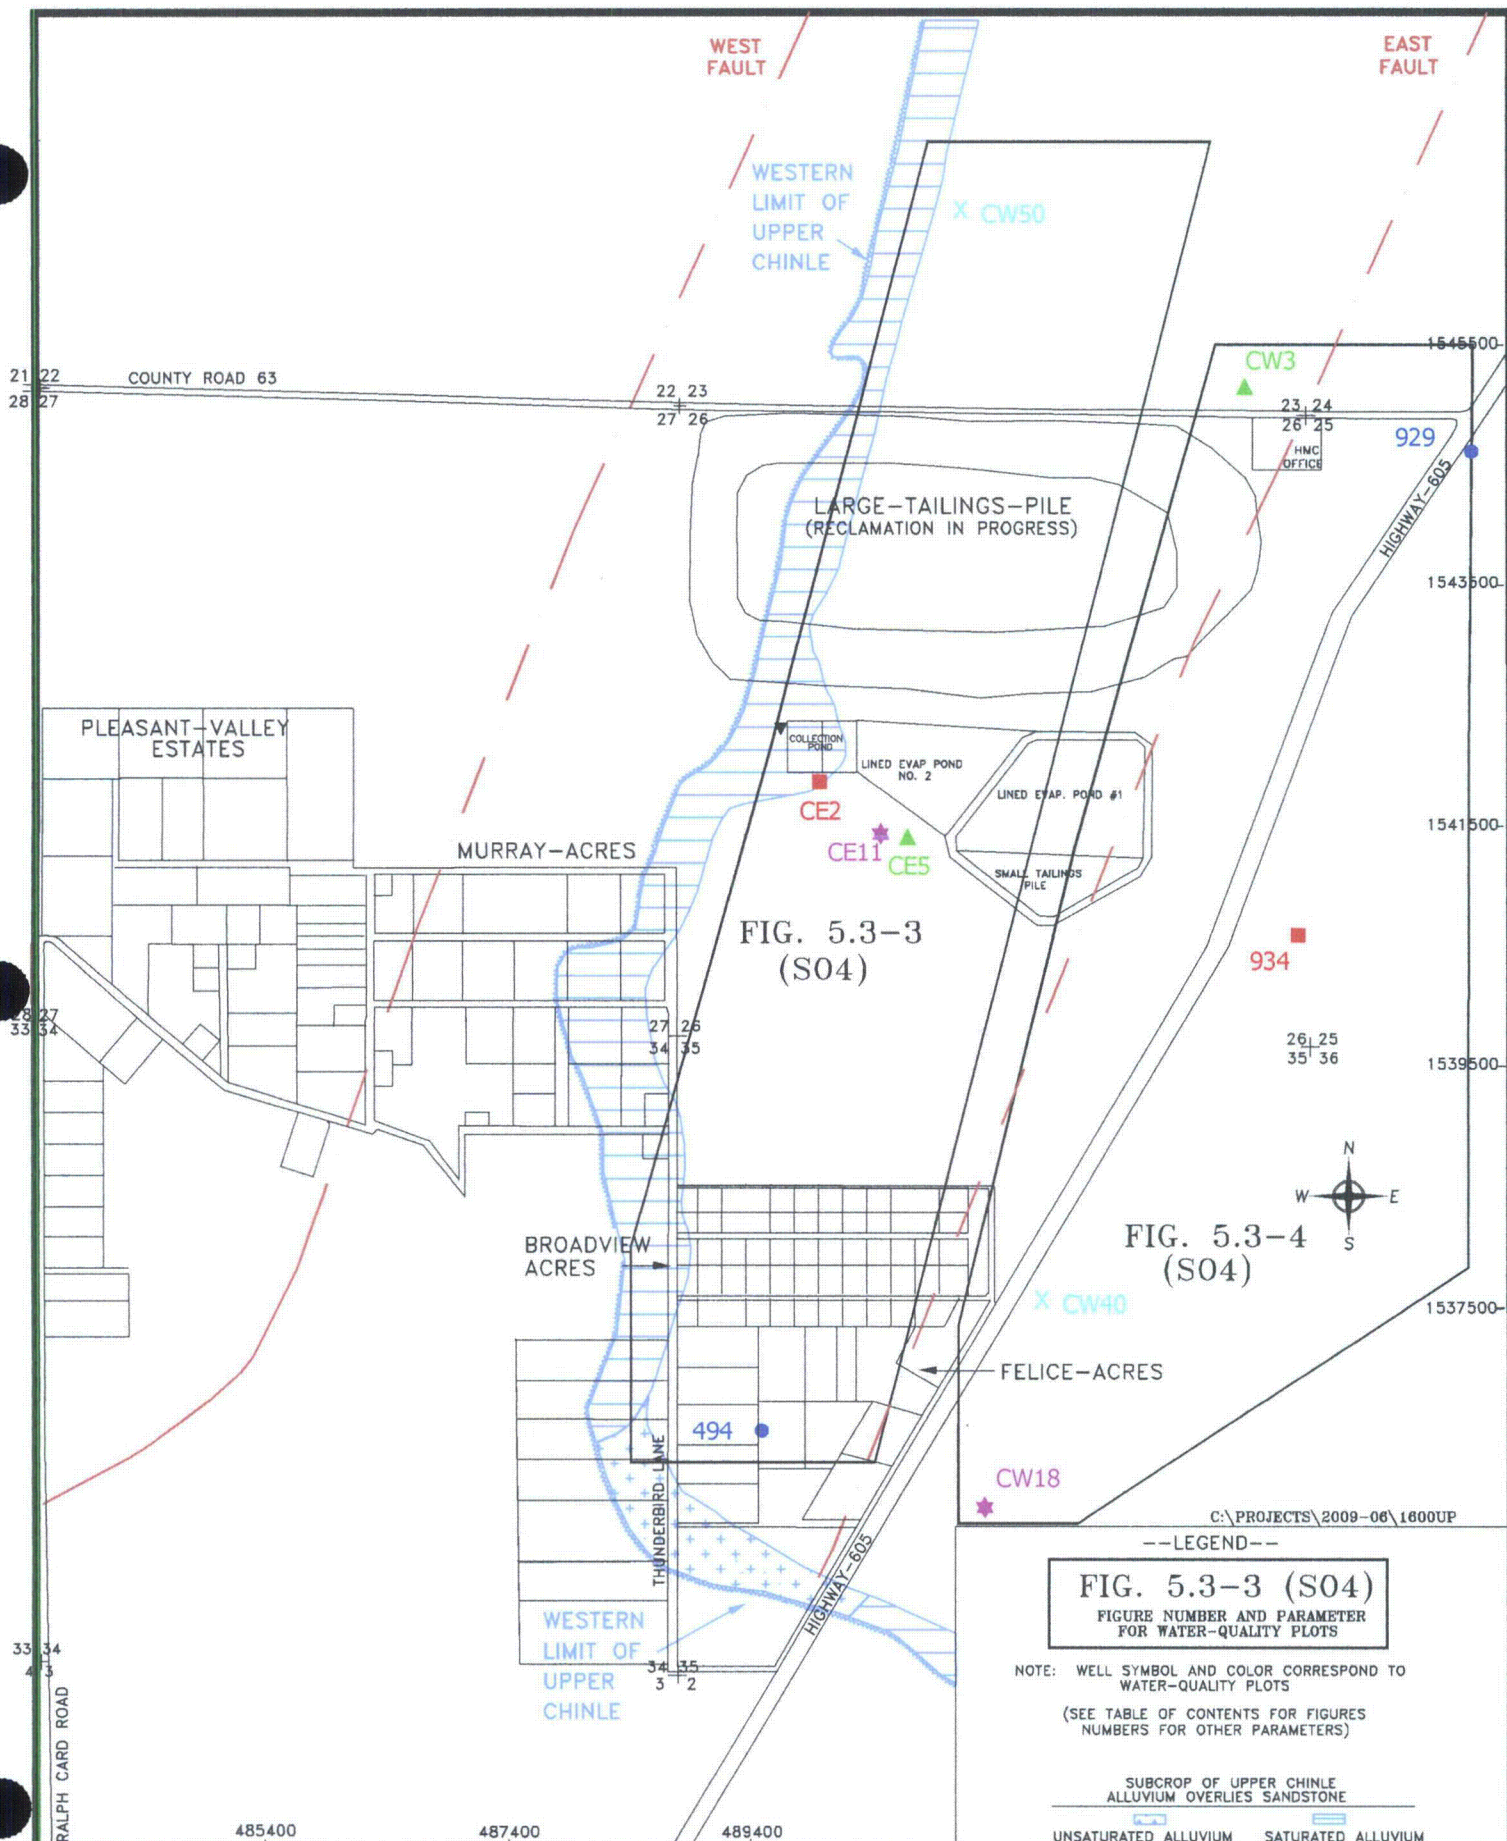 WEST
FAULT
EAST
FAULT
WESTERN
LIMIT OF
UPPER
CHINLE
CW50
1545500
CW3
21 22
28 27
COUNTY ROAD 63
22 23
27 26
23 24
26 25
HMC
OFFICE
929
HIGHWAY-605
LARGE-TAILINGS-PILE
(RECLAMATION IN PROGRESS)
1543500
PLEASANT-VALLEY
ESTATES
COLLECTION
POND
LINED EVAP POND
NO. 2
LINED EVAP. POND #1
CE2
1541500
MURRAY-ACRES
CE11
CE5
SMALL TAILINGS
PILE
FIG. 5.3-3
(SO4)
934
28 27
33 34
27 26
34 35
26 25
35 36
1539500
N
W E
S
BROADVIEW
ACRES
FIG. 5.3-4
(SO4)
CW40
1537500
FELICE-ACRES
494
THUNDERBIRD LANE
CW18
C:\PROJECTS\2009-06\1600UP
HIGHWAY-605
--LEGEND--
FIG. 5.3-3 (SO4)
FIGURE NUMBER AND PARAMETER
FOR WATER-QUALITY PLOTS
WESTERN
LIMIT OF
UPPER
CHINLE
33 34
4 3
34 35
3 2
NOTE: WELL SYMBOL AND COLOR CORRESPOND TO
WATER-QUALITY PLOTS
(SEE TABLE OF CONTENTS FOR FIGURES
NUMBERS FOR OTHER PARAMETERS)
RALPH CARD ROAD
SUBCROP OF UPPER CHINLE
ALLUVIUM OVERLIES SANDSTONE
UNSATURATED ALLUVIUM SATURATED ALLUVIUM
485400
487400
489400